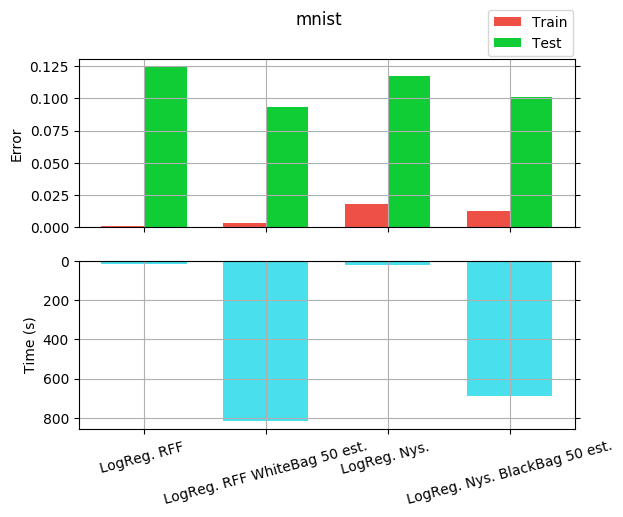 mnist
Train
Test
Error
0.125
0.100
0.075
0.050
0.025
0.000
Time (s)
0
200
400
600
800
LogReg. RFF
LogReg. RFF WhiteBag 50 est.
LogReg. Nys.
LogReg. Nys. BlackBag 50 est.